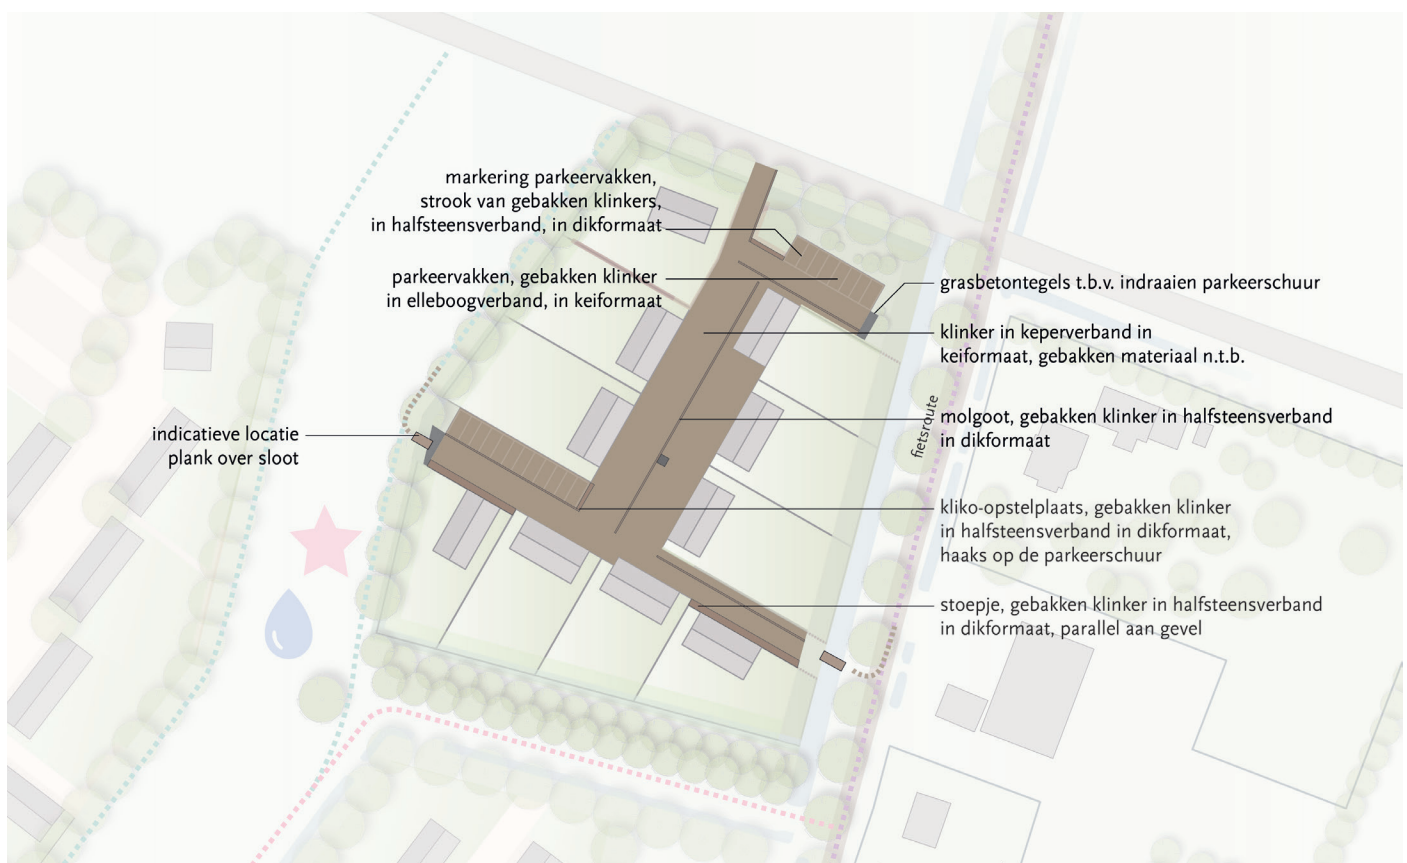 markering parkeervakken,
strook van gebakken klinkers,
in halfsteensverband, in dikformaat
parkeervakken, gebakken klinker
in elleboogverband, in keiformaat
indicatieve locatie
plank over sloot
grasbetontegels t.b.v. indraaien parkeerschuur
klinker in keperverband in
keiformaat, gebakken materiaal n.t.b.
fietsroute
molgoot, gebakken klinker in halfsteensverband
in dikformaat
kliko-opstelplaats, gebakken klinker
in halfsteensverband in dikformaat,
haaks op de parkeerschuur
stoepje, gebakken klinker in halfsteensverband
in dikformaat, parallel aan gevel